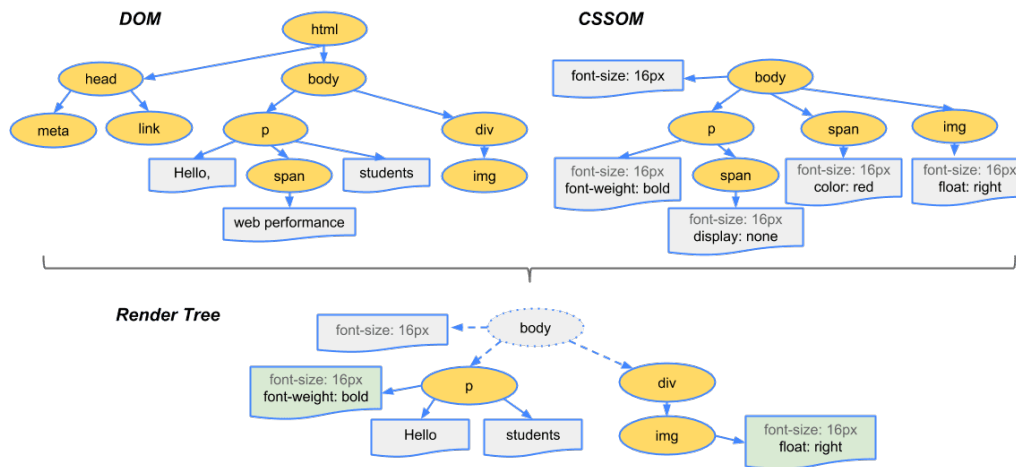 DOM
html
head
body
meta
link
p
div
Hello,
span
students
img
web performance
CSSOM
font-size: 16px
body
p
span
img
font-size: 16px
font-weight: bold
span
font-size: 16px
color: red
font-size: 16px
float: right
font-size: 16px
display: none
Render Tree
font-size: 16px
body
font-size: 16px
font-weight: bold
p
div
Hello
students
img
font-size: 16px
float: right